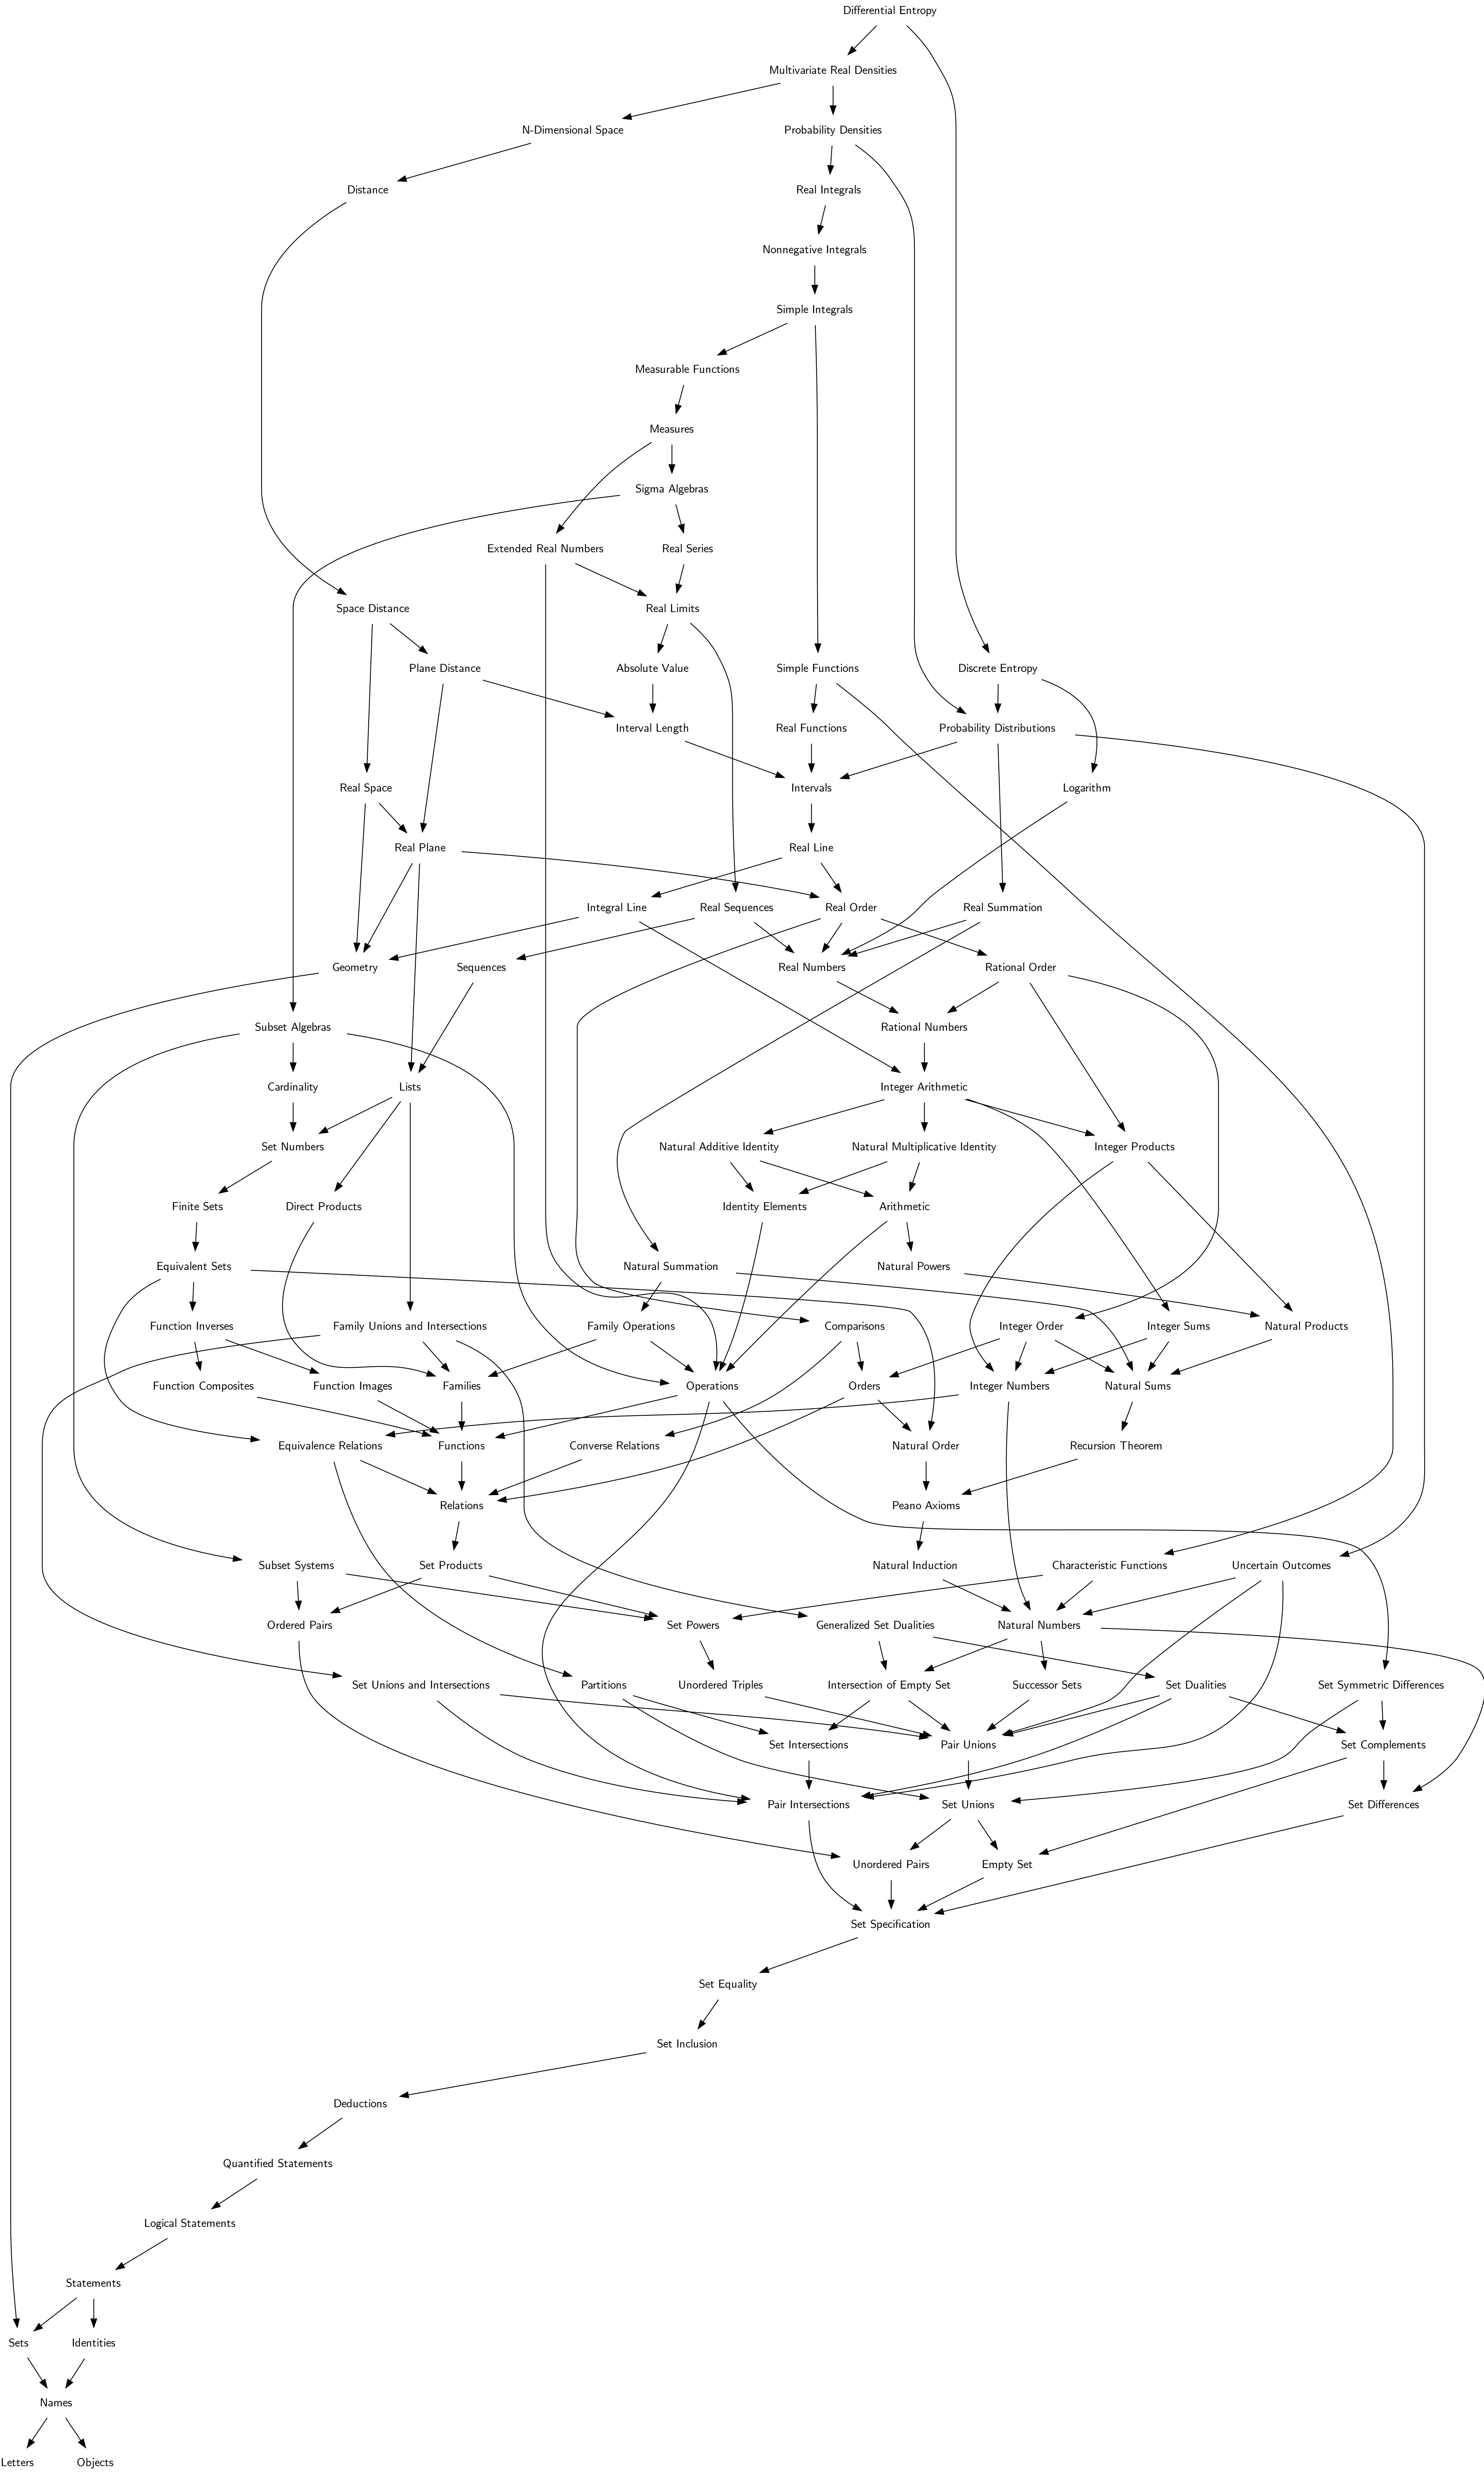 Differential Entropy
Multivariate Real Densities
N-Dimensional Space
Probability Densities
Distance
Real Integrals
Nonnegative Integrals
Simple Integrals
Measurable Functions
Measures
Sigma Algebras
Extended Real Numbers
Real Series
Space Distance
Real Limits
Plane Distance
Absolute Value
Simple Functions
Discrete Entropy
Interval Length
Real Functions
Probability Distributions
Real Space
Intervals
Logarithm
Real Plane
Real Line
Integral Line
Real Sequences
Real Order
Real Summation
Geometry
Sequences
Real Numbers
Rational Order
Subset Algebras
Rational Numbers
Cardinality
Lists
Integer Arithmetic
Set Numbers
Natural Additive Identity
Natural Multiplicative Identity
Integer Products
Finite Sets
Direct Products
Identity Elements
Arithmetic
Equivalent Sets
Natural Summation
Natural Powers
Function Inverses
Family Unions and Intersections
Family Operations
Comparisons
Integer Order
Integer Sums
Natural Products
Function Composites
Function Images
Families
Operations
Orders
Integer Numbers
Natural Sums
Equivalence Relations
Functions
Converse Relations
Natural Order
Recursion Theorem
Relations
Peano Axioms
Subset Systems
Set Products
Natural Induction
Characteristic Functions
Uncertain Outcomes
Ordered Pairs
Set Powers
Generalized Set Dualities
Natural Numbers
Set Unions and Intersections
Partitions
Unordered Triples
Intersection of Empty Set
Successor Sets
Set Dualities
Set Symmetric Differences
Set Intersections
Pair Unions
Set Complements
Pair Intersections
Set Unions
Set Differences
Unordered Pairs
Empty Set
Set Specification
Set Equality
Set Inclusion
Deductions
Quantified Statements
Logical Statements
Statements
Sets
Identities
Names
Letters
Objects